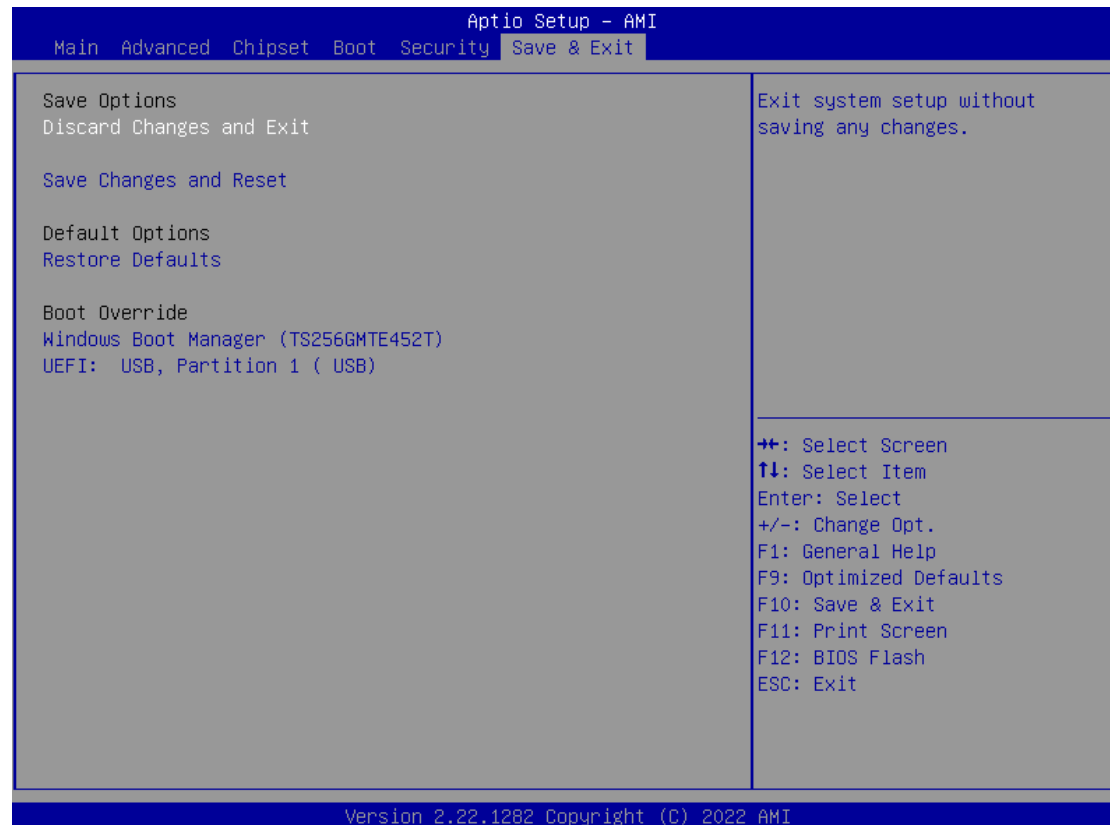 Aptio Setup – AMI
Main Advanced Chipset Boot Security Save & Exit
Save Options
Discard Changes and Exit
Save Changes and Reset
Default Options
Restore Defaults
Boot Override
Windows Boot Manager (TS256GMTE452T)
UEFI: USB, Partition 1 ( USB)
Exit system setup without
saving any changes.
→←: Select Screen
↑↓: Select Item
Enter: Select
+/-: Change Opt.
F1: General Help
F9: Optimized Defaults
F10: Save & Exit
F11: Print Screen
F12: BIOS Flash
ESC: Exit
Version 2.22.1282 Copyright (C) 2022 AMI